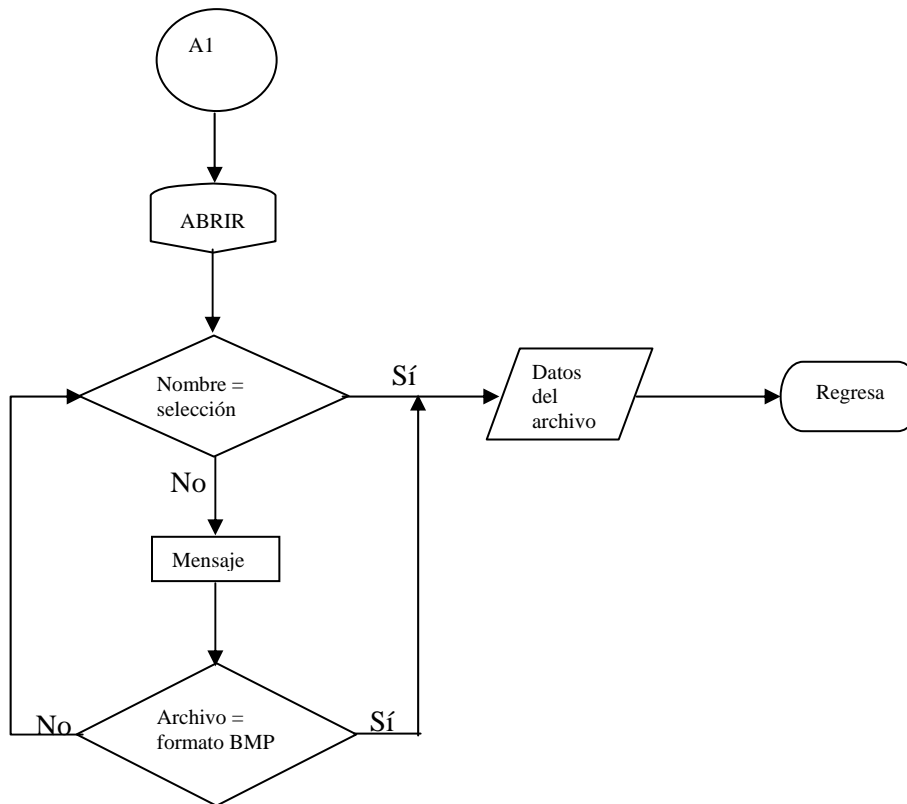 A1
ABRIR
Nombre =
selección
Sí
Datos
del
archivo
Regresa
No
Mensaje
Archivo =
formato BMP
No
Sí